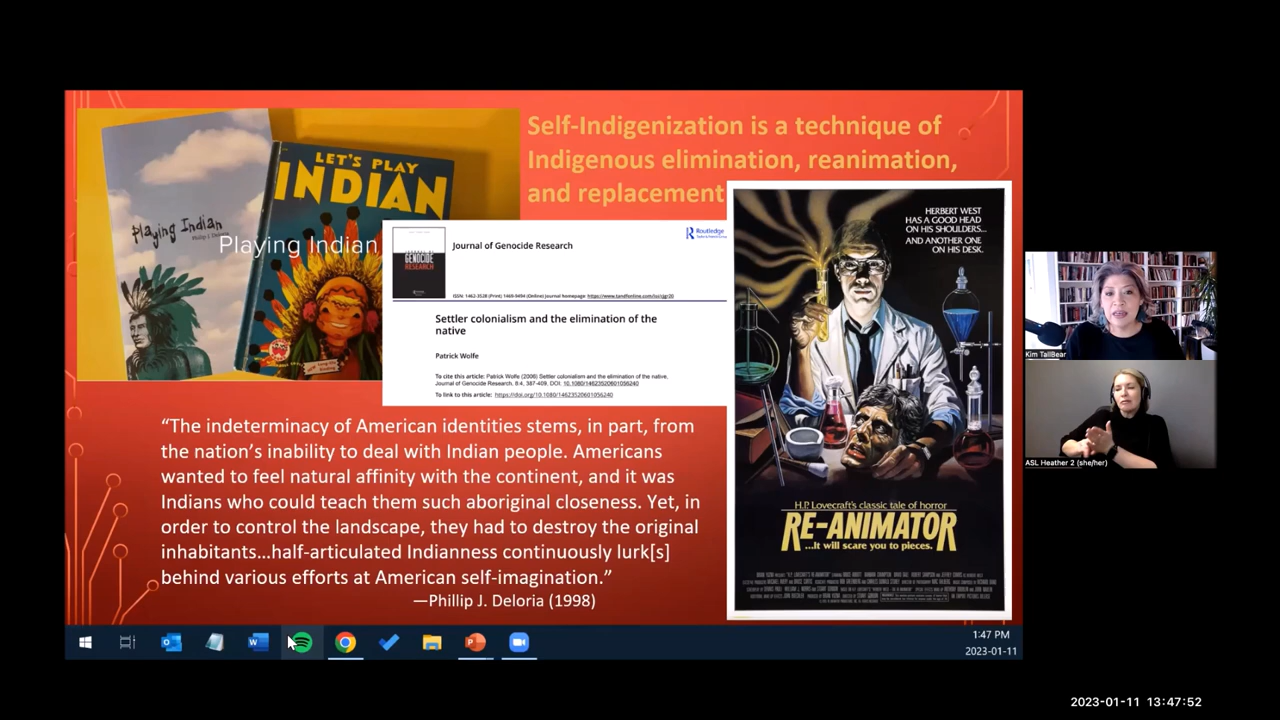 Self-Indigenization is a technique of
Indigenous elimination, reanimation,
and replacement
Playing Indian
LET'S PLAY
INDIAN
Playing Indian
Journal of Genocide Research
Routledge
GENOCIDE
RESEARCH
ISSN: 1462-3528 (Print) 1469-9494 (Online) Journal homepage: https://www.tandfonline.com/loi/cjgr20
Settler colonialism and the elimination of the
native
Patrick Wolfe
To cite this article: Patrick Wolfe (2006) Settler colonialism and the elimination of the native,
Journal of Genocide Research, 8:4, 387-409, DOI: 10.1080/14623520601056240
To link to this article: https://doi.org/10.1080/14623520601056240
HERBERT WEST
HAS A GOOD HEAD
ON HIS SHOULDERS...
AND ANOTHER ONE
ON HIS DESK.
H.P. Lovecraft's classic tale of horror
RE-ANIMATOR
...It will scare you to pieces.
“The indeterminacy of American identities stems, in part, from
the nation’s inability to deal with Indian people. Americans
wanted to feel natural affinity with the continent, and it was
Indians who could teach them such aboriginal closeness. Yet, in
order to control the landscape, they had to destroy the original
inhabitants…half-articulated Indianness continuously lurk[s]
behind various efforts at American self-imagination.”
—Phillip J. Deloria (1998)
Kim TallBear
ASL Heather 2 (she/her)
1:47 PM
2023-01-11
2023-01-11 13:47:52